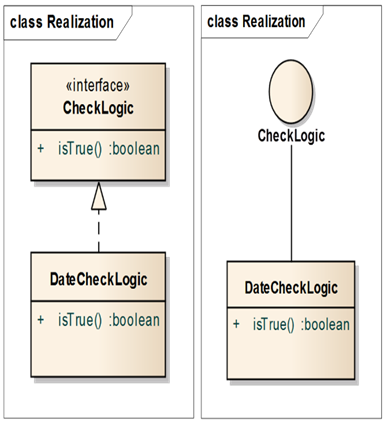 class Realization
«interface»
CheckLogic
+ isTrue() :boolean
DateCheckLogic
+ isTrue() :boolean
class Realization
CheckLogic
DateCheckLogic
+ isTrue() :boolean